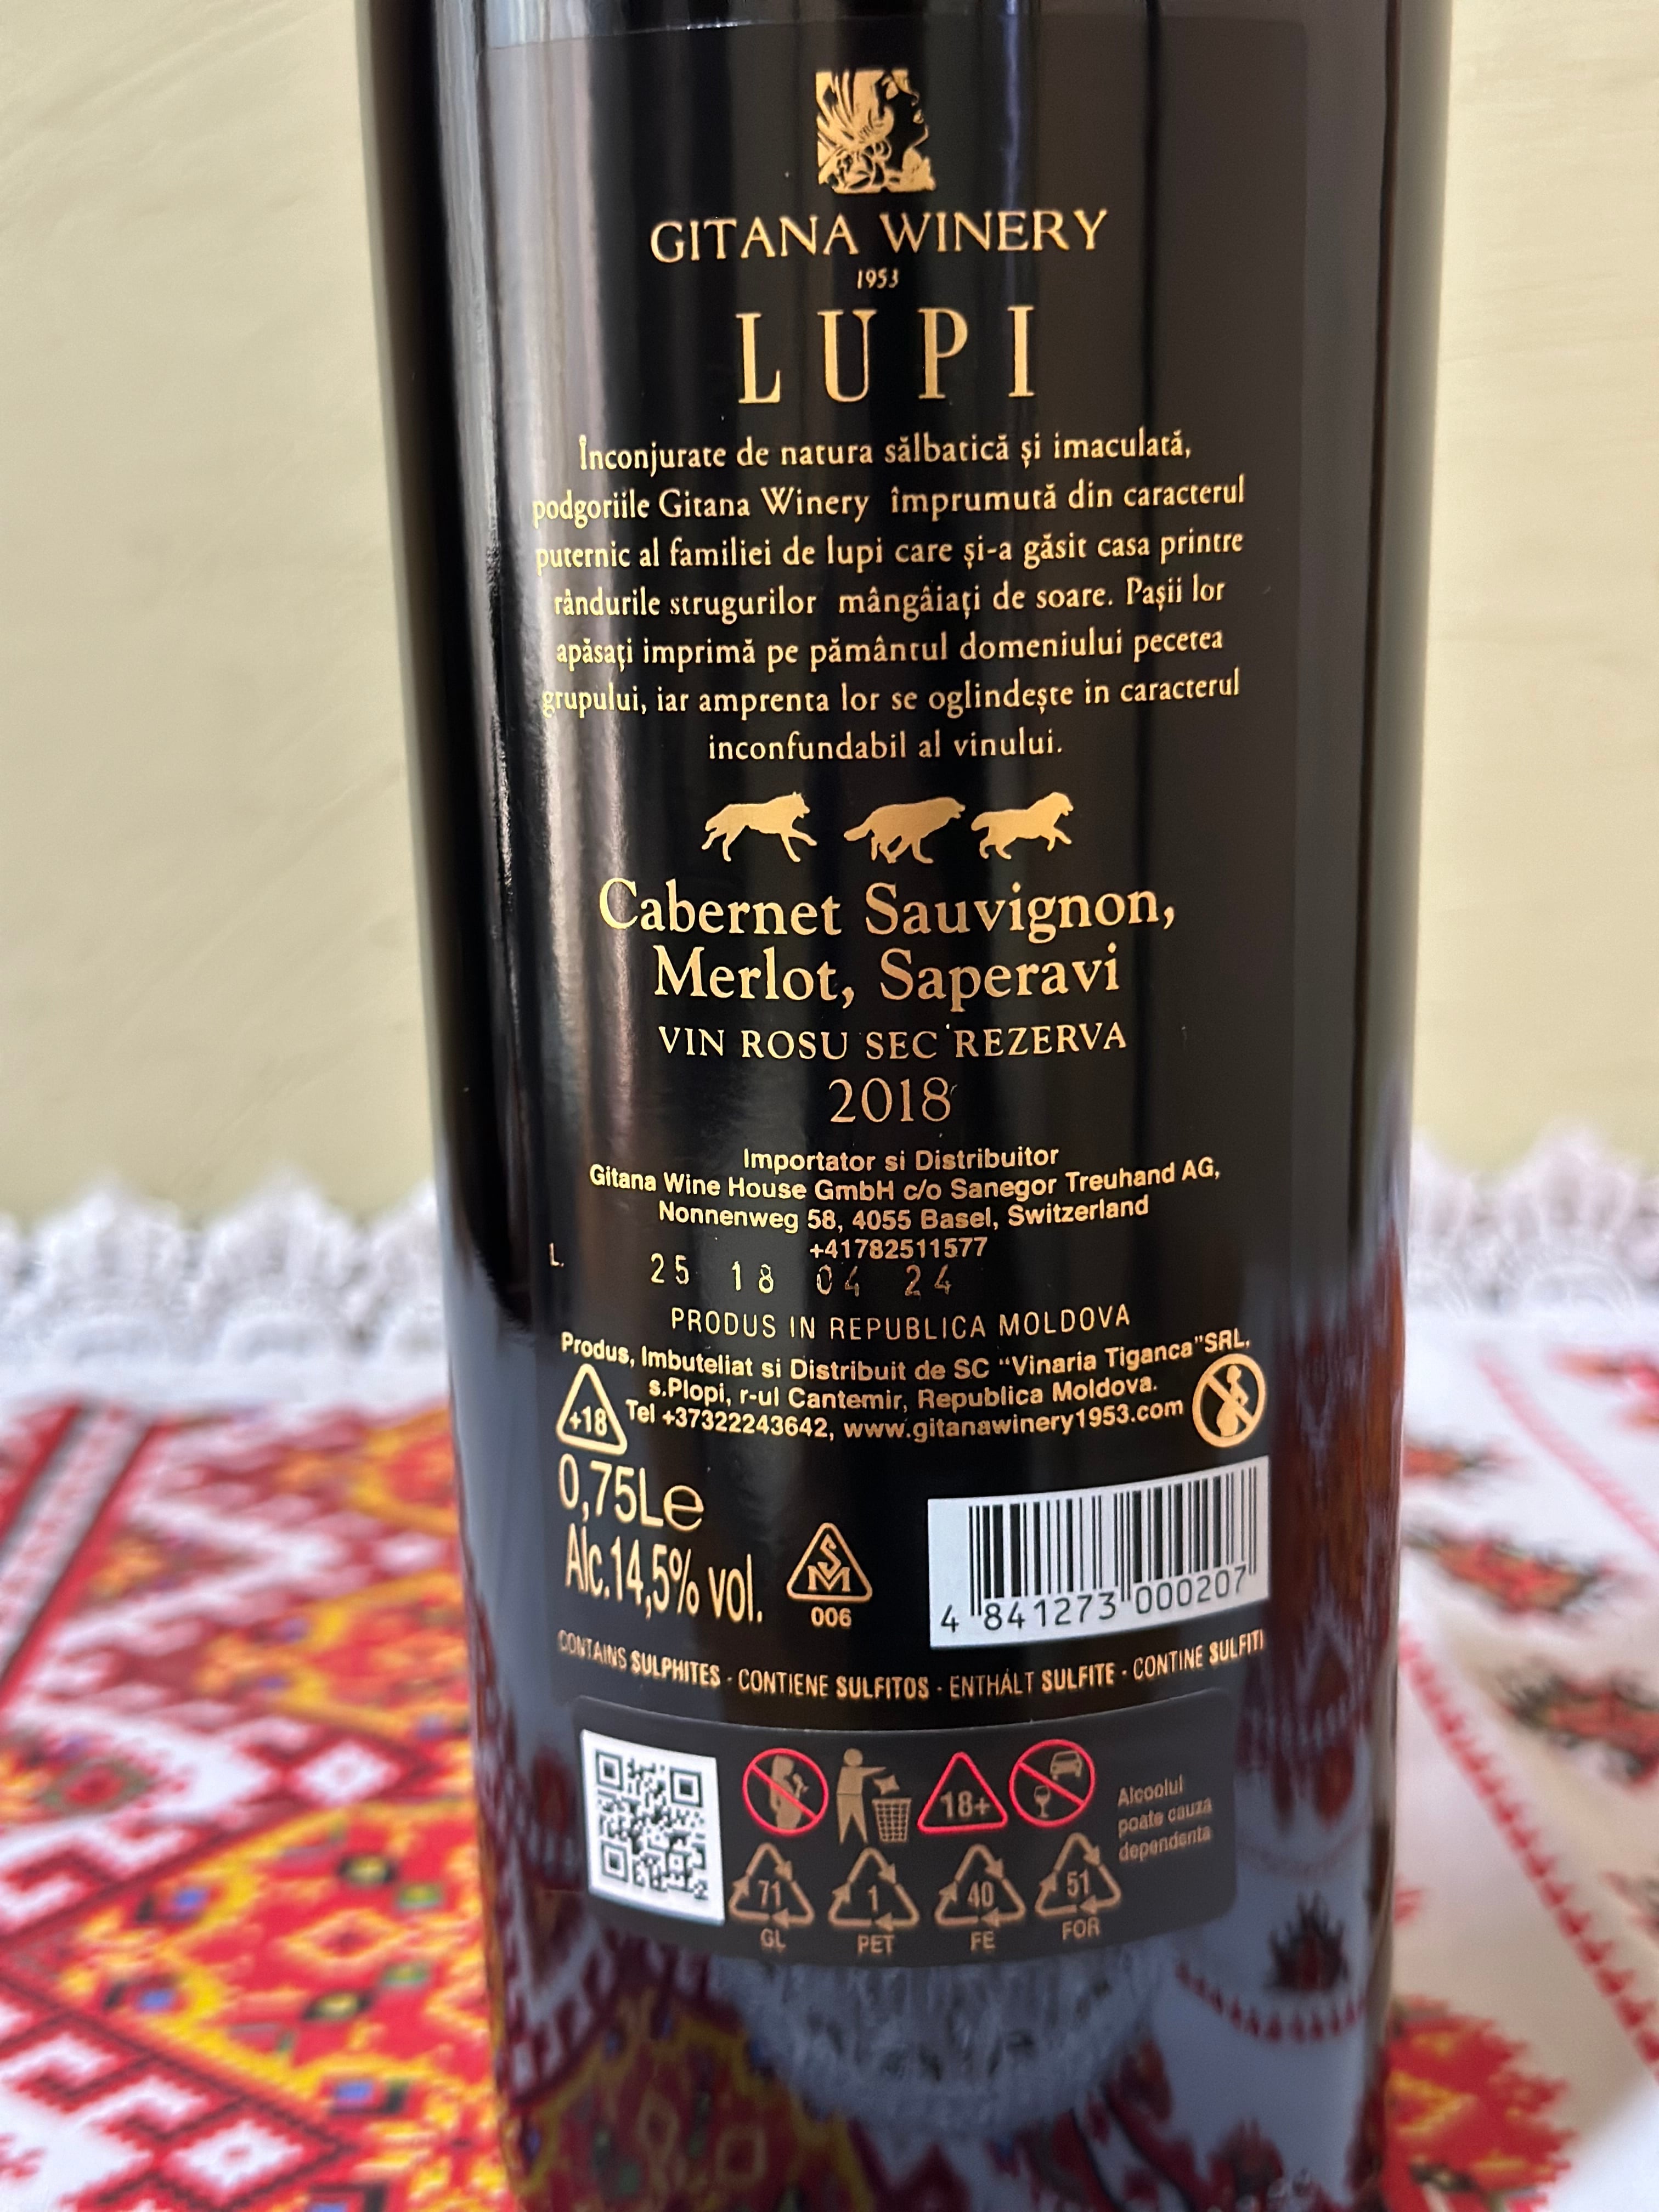 GITANA WINERY
1953
LUPI
Înconjurate de natura sălbatică și imaculată,
podgoriile Gitana Winery împrumută din caracterul
puternic al familiei de lupi care și-a găsit casa printre
rândurile strugurilor mângâiați de soare. Pașii lor
apăsați imprimă pe pământul domeniului pecetea
grupului, iar amprenta lor se oglindește in caracterul
inconfundabil al vinului.
Cabernet Sauvignon,
Merlot, Saperavi
VIN ROSU SEC REZERVA
2018
Importator si Distribuitor
Gitana Wine House GmbH c/o Sanegor Treuhand AG,
Nonnenweg 58, 4055 Basel, Switzerland
+41782511577
L. 25 18 04 24
PRODUS IN REPUBLICA MOLDOVA
Produs, Imbuteliat si Distribuit de SC "Vinaria Tiganca"SRL,
s.Plopi, r-ul Cantemir, Republica Moldova.
+18 Tel +37322243642, www.gitanawinery1953.com
0,75Le
Alc.14,5% vol.
SM
006
4 841273 000207
CONTAINS SULPHITES - CONTIENE SULFITOS - ENTHÁLT SULFITE - CONTINE SULFITI
18+
Alcoolul
poate cauza
dependenta
71 1 40 51
GL PET FE FOR